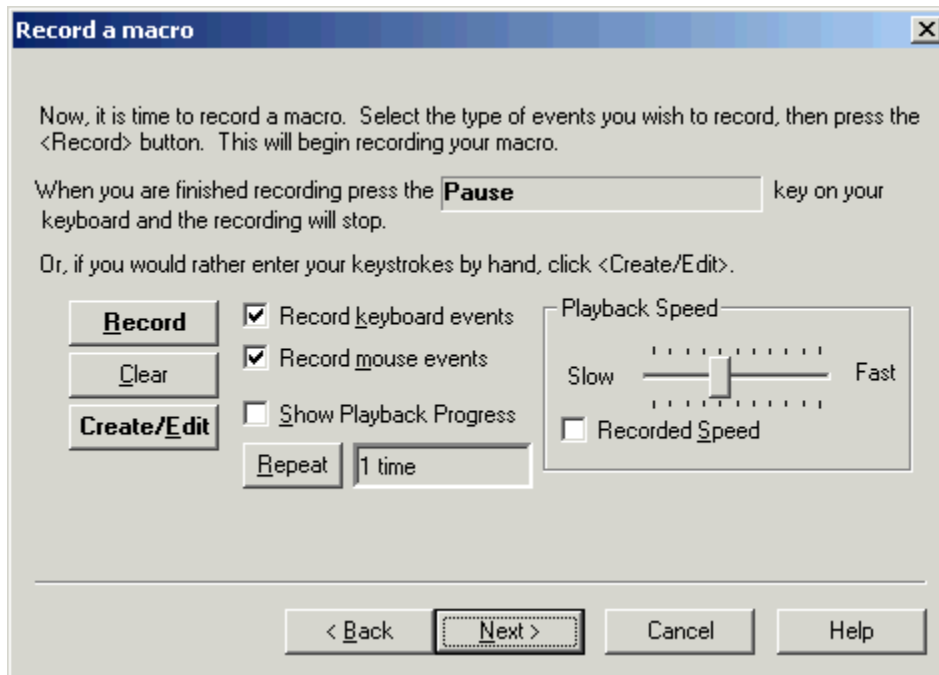 Record a macro
Now, it is time to record a macro.  Select the type of events you wish to record, then press the
<Record> button.  This will begin recording your macro.
When you are finished recording press the Pause key on your
keyboard and the recording will stop.
Or, if you would rather enter your keystrokes by hand, click <Create/Edit>.
Record
Clear
Create/Edit
Record keyboard events
Record mouse events
Show Playback Progress
Repeat
1 time
Playback Speed
Slow
Fast
Recorded Speed
< Back
Next >
Cancel
Help